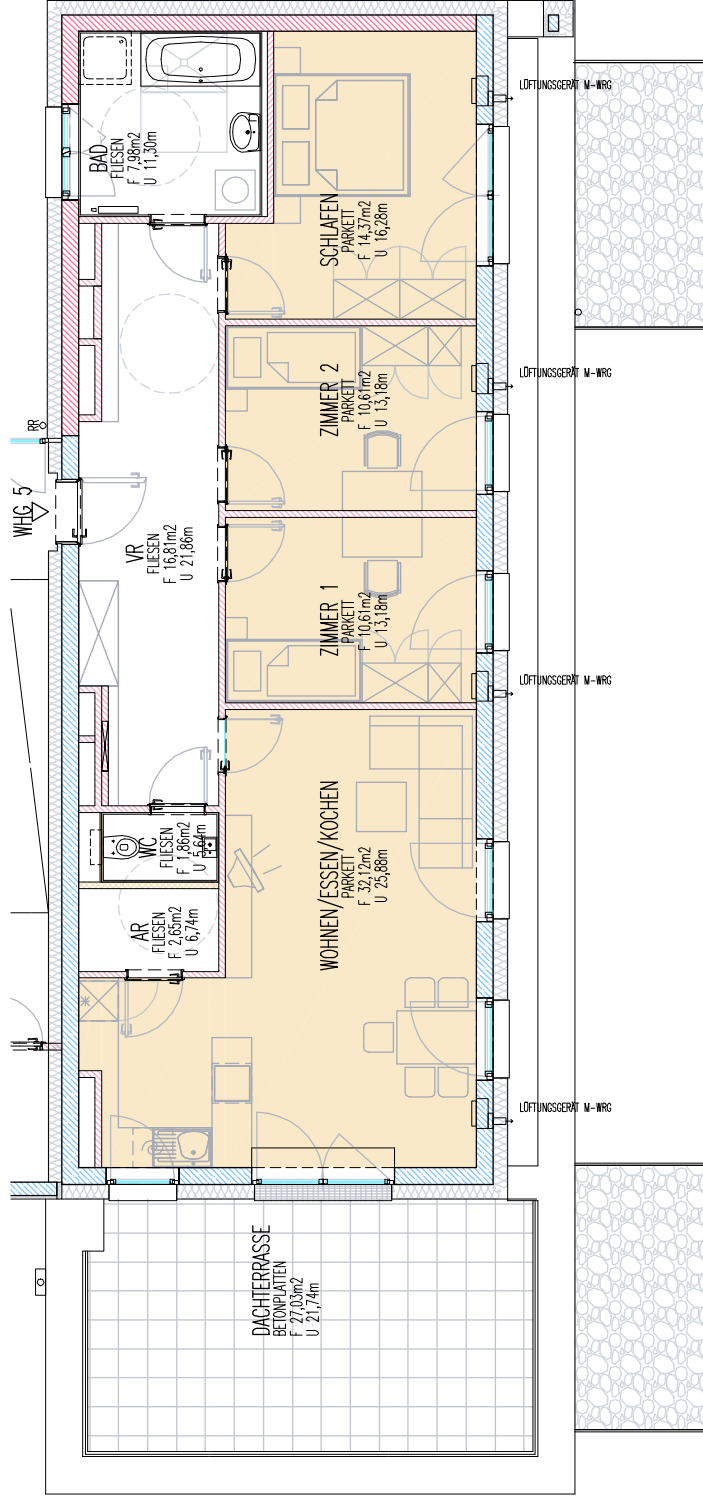 BAD
FLIESEN
F 7,98m2
U 11,30m
SCHLAFEN
PARKETT
F 14,37m2
U 16,28m
LÜFTUNGSGERÄT M-WRG
ZIMMER 2
PARKETT
F 10,61m2
U 13,18m
LÜFTUNGSGERÄT M-WRG
RR
WHG 5
VR
FLIESEN
F 16,81m2
U 21,86m
ZIMMER 1
PARKETT
F 10,61m2
U 13,18m
LÜFTUNGSGERÄT M-WRG
WC
FLIESEN
F 1,86m2
U 5,64m
AR
FLIESEN
F 2,65m2
U 6,74m
WOHNEN/ESSEN/KOCHEN
PARKETT
F 32,12m2
U 25,88m
LÜFTUNGSGERÄT M-WRG
DACHTERRASSE
BETONPLATTEN
F 27,03m2
U 21,74m